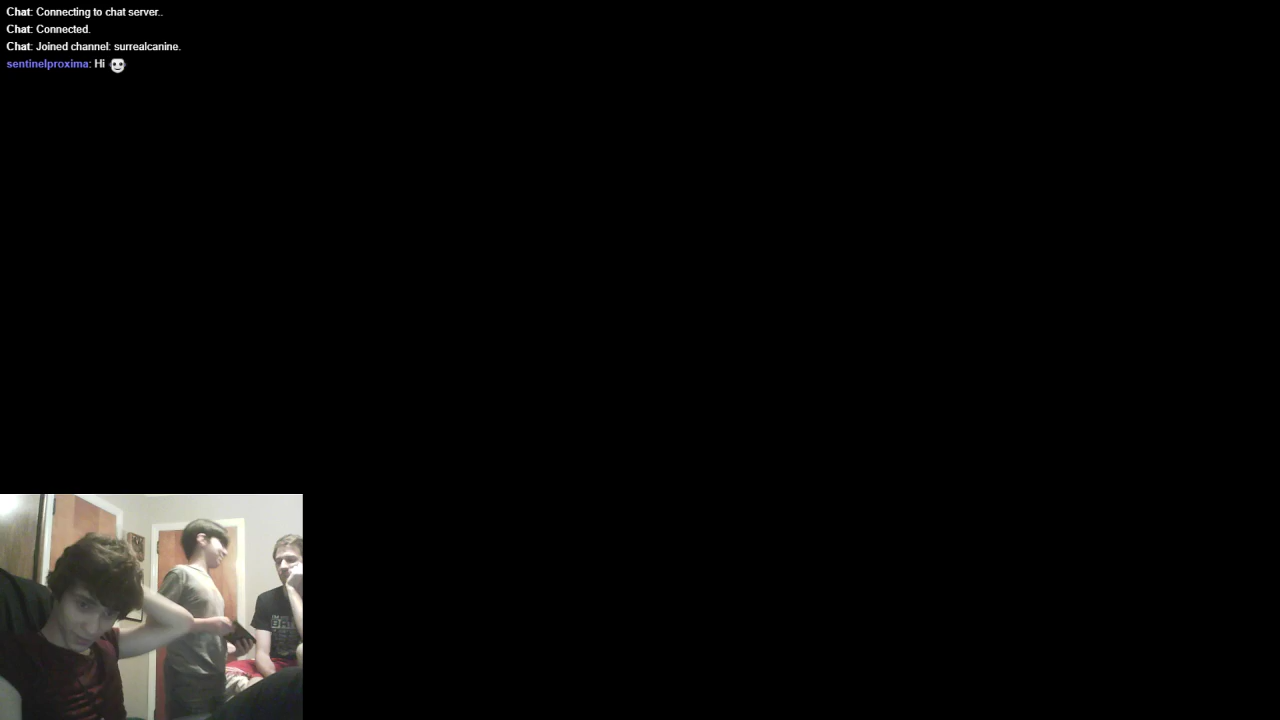 Chat: Connecting to chat server..
Chat: Connected.
Chat: Joined channel: surrealcanine.
sentinelproxima: Hi